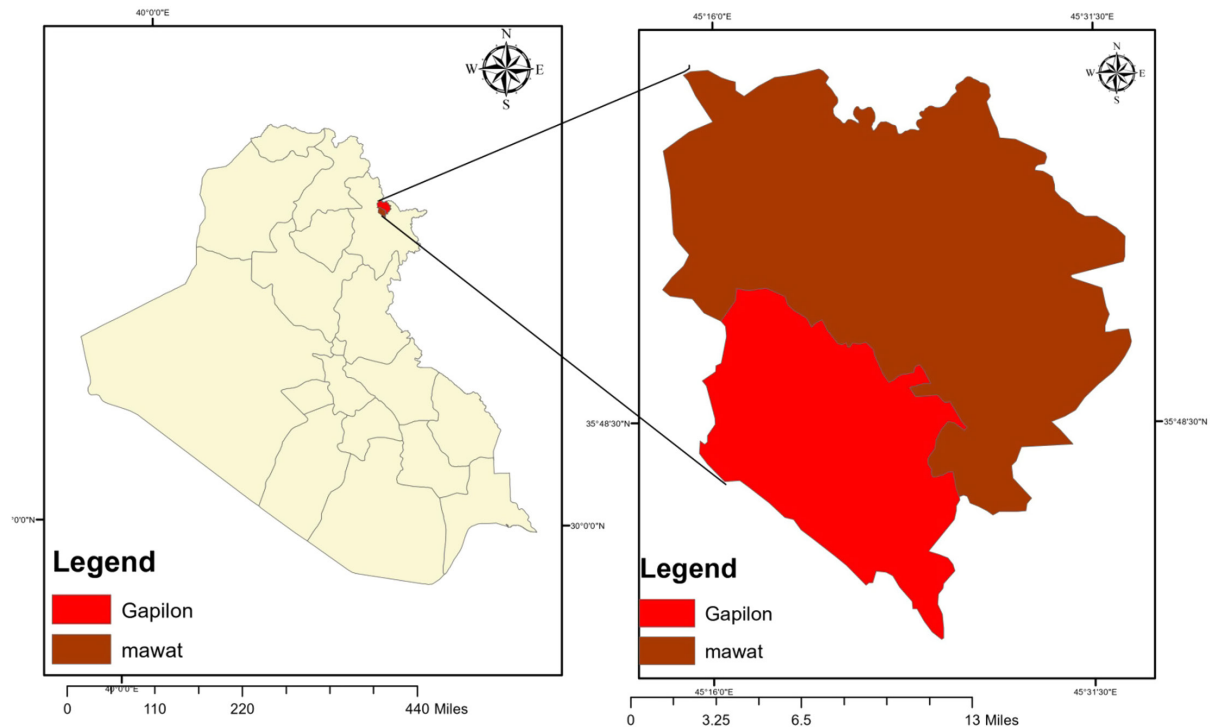 40°0'0"E
N
W E
S
'0'0"N
30°0'0"N
Legend
Gapilon
mawat
40°0'0"E
0 110 220 440 Miles
45°16'0"E 45°31'30"E
N
W E
S
35°48'30"N 35°48'30"N
Legend
Gapilon
mawat
45°16'0"E 45°31'30"E
0 3.25 6.5 13 Miles